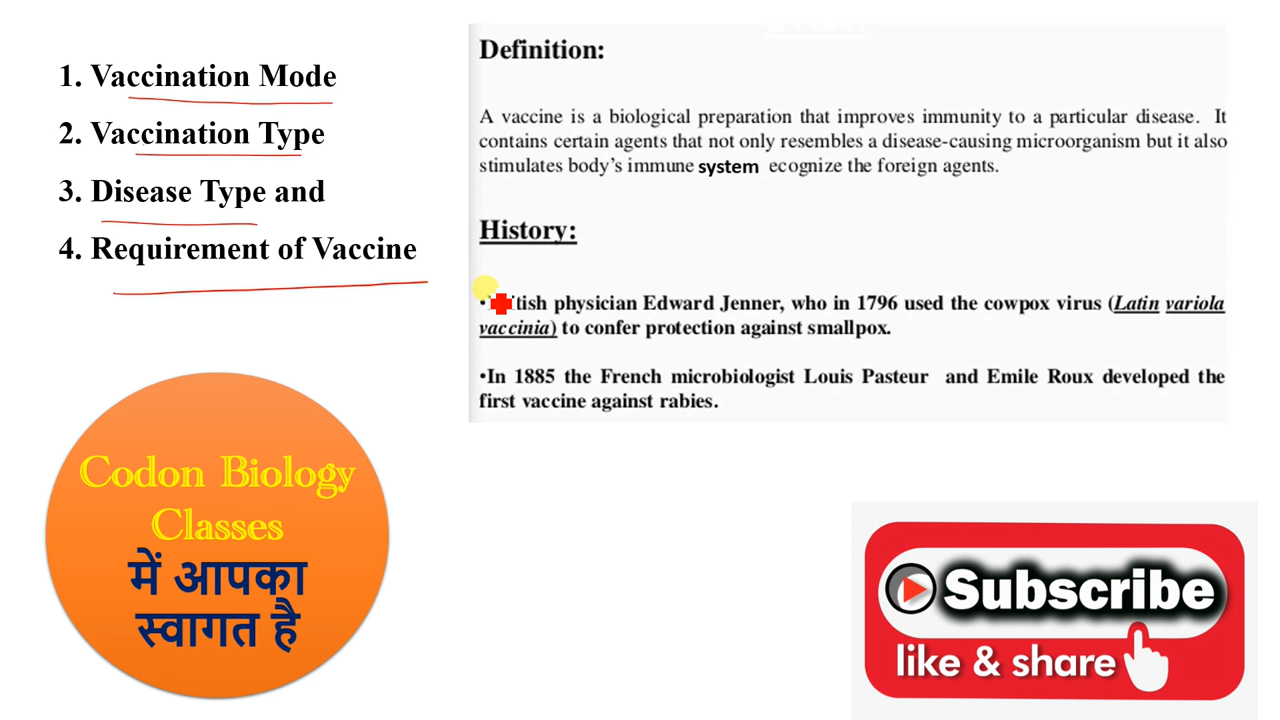 1. Vaccination Mode
2. Vaccination Type
3. Disease Type and
4. Requirement of Vaccine
Definition:
A vaccine is a biological preparation that improves immunity to a particular disease. It
contains certain agents that not only resembles a disease-causing microorganism but it also
stimulates body's immune system ecognize the foreign agents.
History:
•tish physician Edward Jenner, who in 1796 used the cowpox virus (Latin variola
vaccinia) to confer protection against smallpox.
•In 1885 the French microbiologist Louis Pasteur and Emile Roux developed the
first vaccine against rabies.
Codon Biology
Classes
में आपका
स्वागत है
Subscribe
like & share